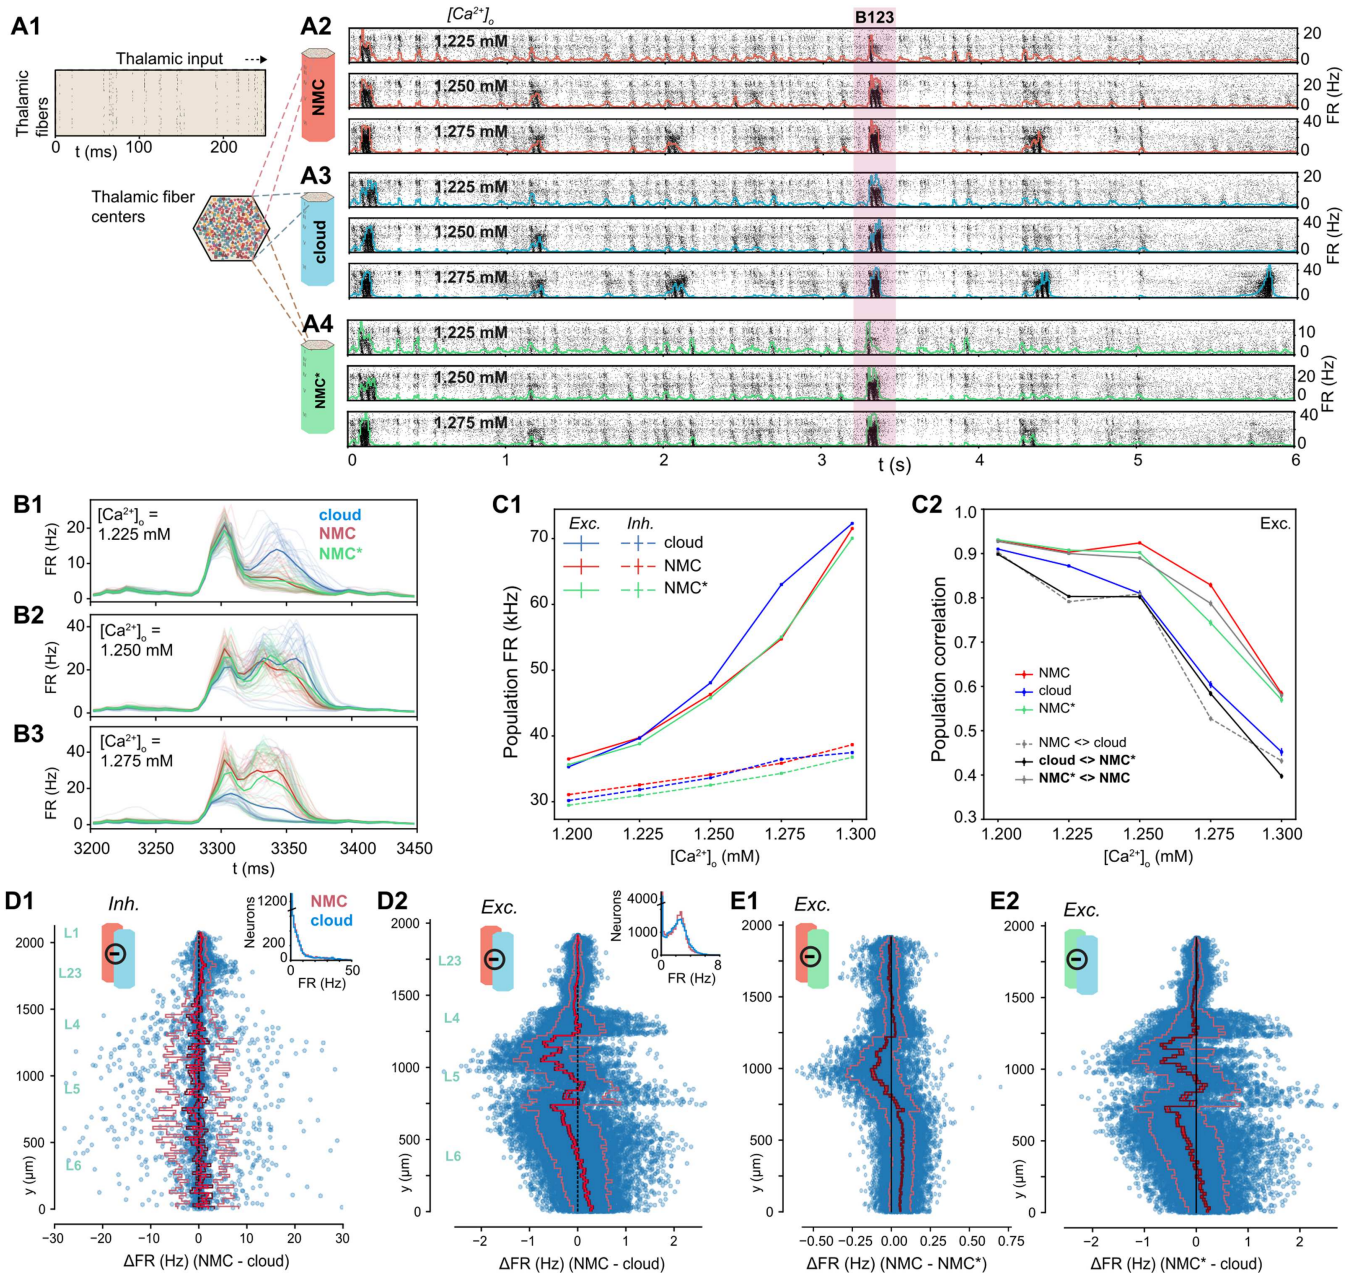 A1
Thalamic input
Thalamic
fibers
0 100 200
t (ms)
Thalamic fiber
centers
A2
NMC
[Ca²⁺]ₒ
B123
1.225 mM
20
0
1.250 mM
20
0
1.275 mM
40
0
FR (Hz)
A3
cloud
1.225 mM
20
0
1.250 mM
40
0
1.275 mM
40
0
FR (Hz)
A4
NMC*
1.225 mM
10
0
1.250 mM
20
0
1.275 mM
40
0
FR (Hz)
0 1 2 3 4 5 6
t (s)
B1
[Ca²⁺]ₒ =
1.225 mM
cloud
NMC
NMC*
FR (Hz)
20
10
0
B2
[Ca²⁺]ₒ =
1.250 mM
FR (Hz)
40
20
0
B3
[Ca²⁺]ₒ =
1.275 mM
FR (Hz)
40
20
0
3200 3250 3300 3350 3400 3450
t (ms)
C1
Exc. Inh.
cloud
NMC
NMC*
Population FR (kHz)
70
60
50
40
30
1.200 1.225 1.250 1.275 1.300
[Ca²⁺]ₒ (mM)
C2
Exc.
Population correlation
1.0
0.9
0.8
0.7
0.6
0.5
0.4
0.3
NMC
cloud
NMC*
NMC <> cloud
cloud <> NMC*
NMC* <> NMC
1.200 1.225 1.250 1.275 1.300
[Ca²⁺]ₒ (mM)
D1
Inh.
NMC
cloud
Neurons
1200
200
0
0 50
FR (Hz)
L1
L23
L4
L5
L6
2000
1500
1000
500
0
y (μm)
−30 −20 −10 0 10 20 30
ΔFR (Hz) (NMC - cloud)
D2
Exc.
Neurons
4000
1000
0
0 8
FR (Hz)
L23
L4
L5
L6
2000
1500
1000
500
0
y (μm)
−2 −1 0 1 2
ΔFR (Hz) (NMC - cloud)
E1
Exc.
2000
1500
1000
500
0
y (μm)
−0.50 −0.25 0.00 0.25 0.50 0.75
ΔFR (Hz) (NMC - NMC*)
E2
Exc.
2000
1500
1000
500
0
y (μm)
−2 −1 0 1 2
ΔFR (Hz) (NMC* - cloud)